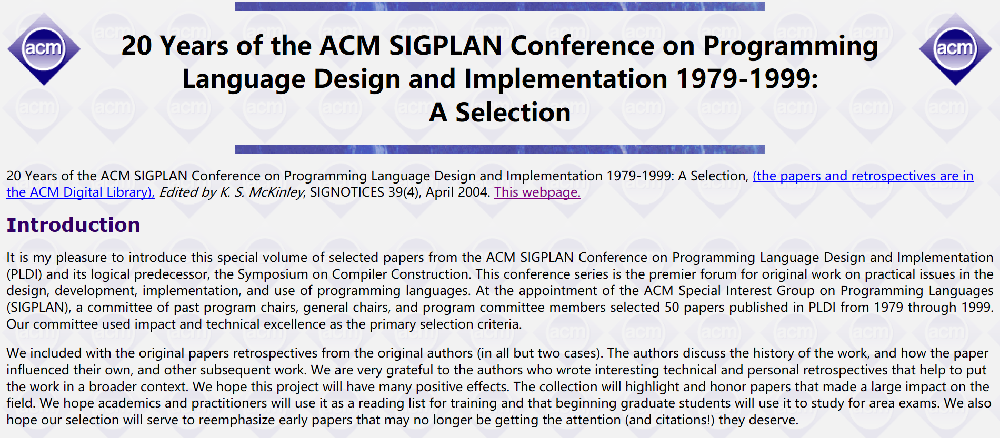 acm
20 Years of the ACM SIGPLAN Conference on Programming
Language Design and Implementation 1979-1999:
A Selection
acm
20 Years of the ACM SIGPLAN Conference on Programming Language Design and Implementation 1979-1999: A Selection, (the papers and retrospectives are in
the ACM Digital Library), Edited by K. S. McKinley, SIGNOTICES 39(4), April 2004. This webpage.
Introduction
It is my pleasure to introduce this special volume of selected papers from the ACM SIGPLAN Conference on Programming Language Design and Implementation
(PLDI) and its logical predecessor, the Symposium on Compiler Construction. This conference series is the premier forum for original work on practical issues in the
design, development, implementation, and use of programming languages. At the appointment of the ACM Special Interest Group on Programming Languages
(SIGPLAN), a committee of past program chairs, general chairs, and program committee members selected 50 papers published in PLDI from 1979 through 1999.
Our committee used impact and technical excellence as the primary selection criteria.
We included with the original papers retrospectives from the original authors (in all but two cases). The authors discuss the history of the work, and how the paper
influenced their own, and other subsequent work. We are very grateful to the authors who wrote interesting technical and personal retrospectives that help to put
the work in a broader context. We hope this project will have many positive effects. The collection will highlight and honor papers that made a large impact on the
field. We hope academics and practitioners will use it as a reading list for training and that beginning graduate students will use it to study for area exams. We also
hope our selection will serve to reemphasize early papers that may no longer be getting the attention (and citations!) they deserve.